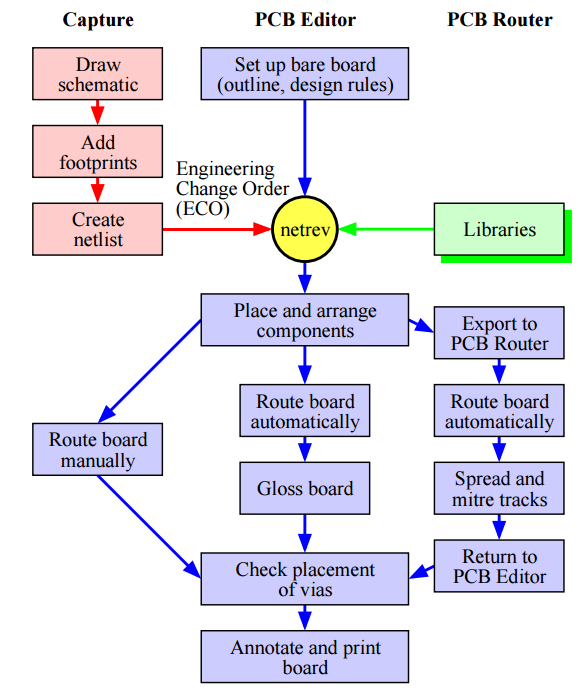 Capture
PCB Editor
PCB Router
Draw
schematic
Set up bare board
(outline, design rules)
Add
footprints
Engineering
Change Order
(ECO)
Create
netlist
netrev
Libraries
Place and arrange
components
Export to
PCB Router
Route board
manually
Route board
automatically
Route board
automatically
Gloss board
Spread and
mitre tracks
Return to
PCB Editor
Check placement
of vias
Annotate and print
board